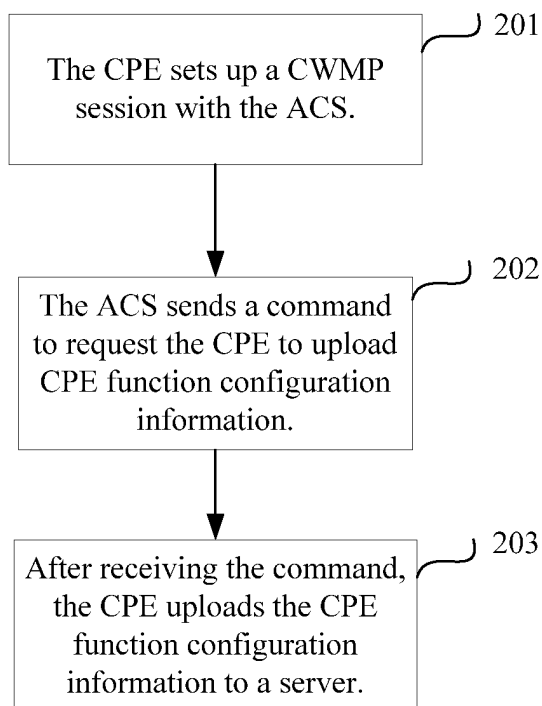 201
The CPE sets up a CWMP
session with the ACS.
202
The ACS sends a command
to request the CPE to upload
CPE function configuration
information.
203
After receiving the command,
the CPE uploads the CPE
function configuration
information to a server.